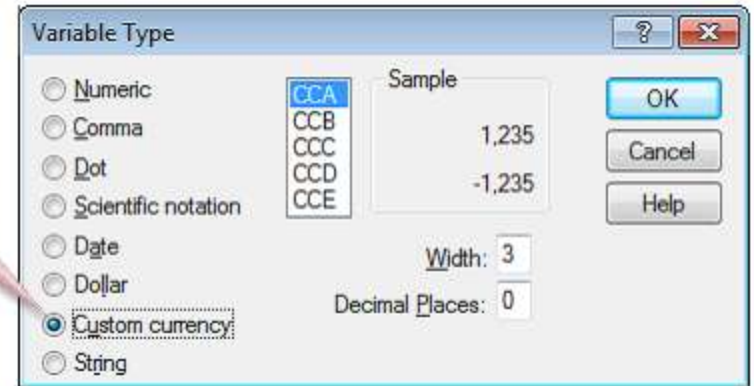 Variable Type
Numeric
Comma
Dot
Scientific notation
Date
Dollar
Custom currency
String
CCA
CCB
CCC
CCD
CCE
Sample
1,235
-1,235
Width: 3
Decimal Places: 0
OK
Cancel
Help